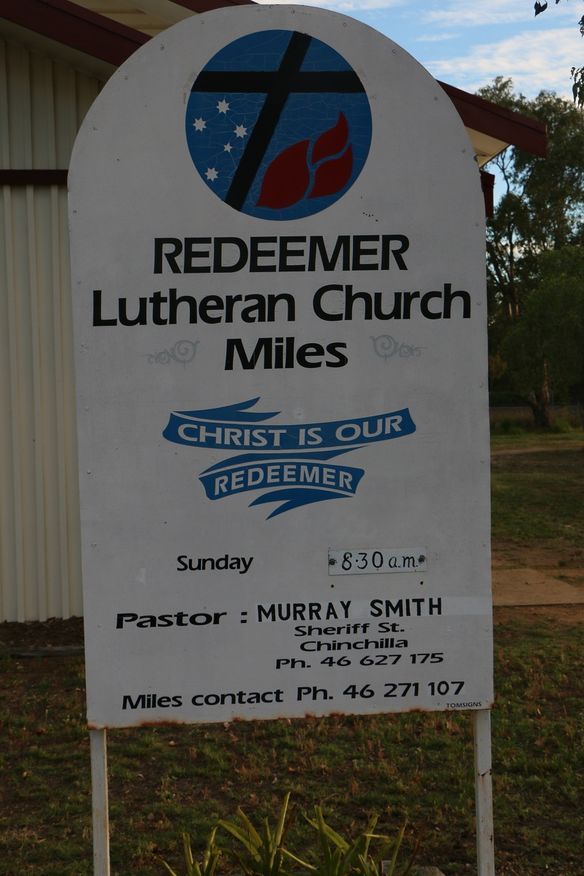 REDEEMER
Lutheran Church
Miles
CHRIST IS OUR
REDEEMER
Sunday 8·30 a.m.
Pastor : MURRAY SMITH
Sheriff St.
Chinchilla
Ph. 46 627 175
Miles contact Ph. 46 271 107
TOMSIGNS